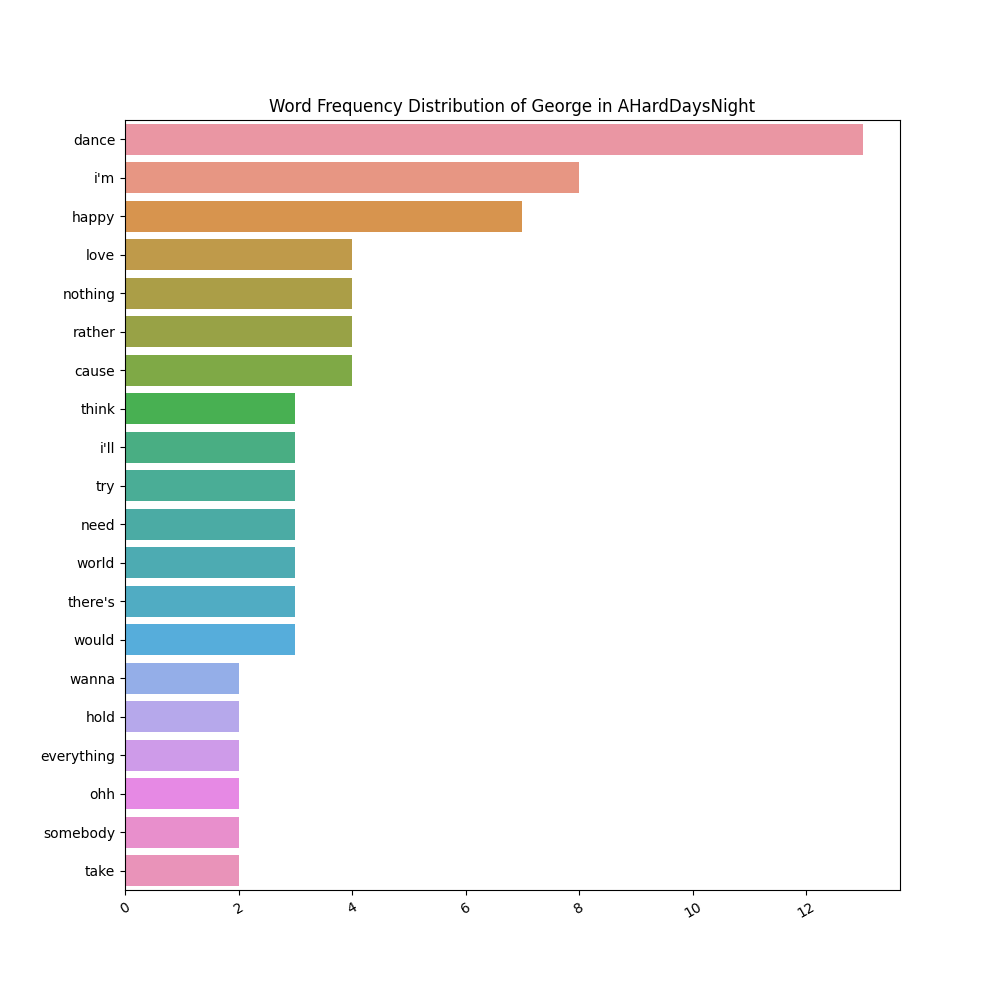 Word Frequency Distribution of George in AHardDaysNight
dance
i'm
happy
love
nothing
rather
cause
think
i'll
try
need
world
there's
would
wanna
hold
everything
ohh
somebody
take
0 2 4 6 8 10 12